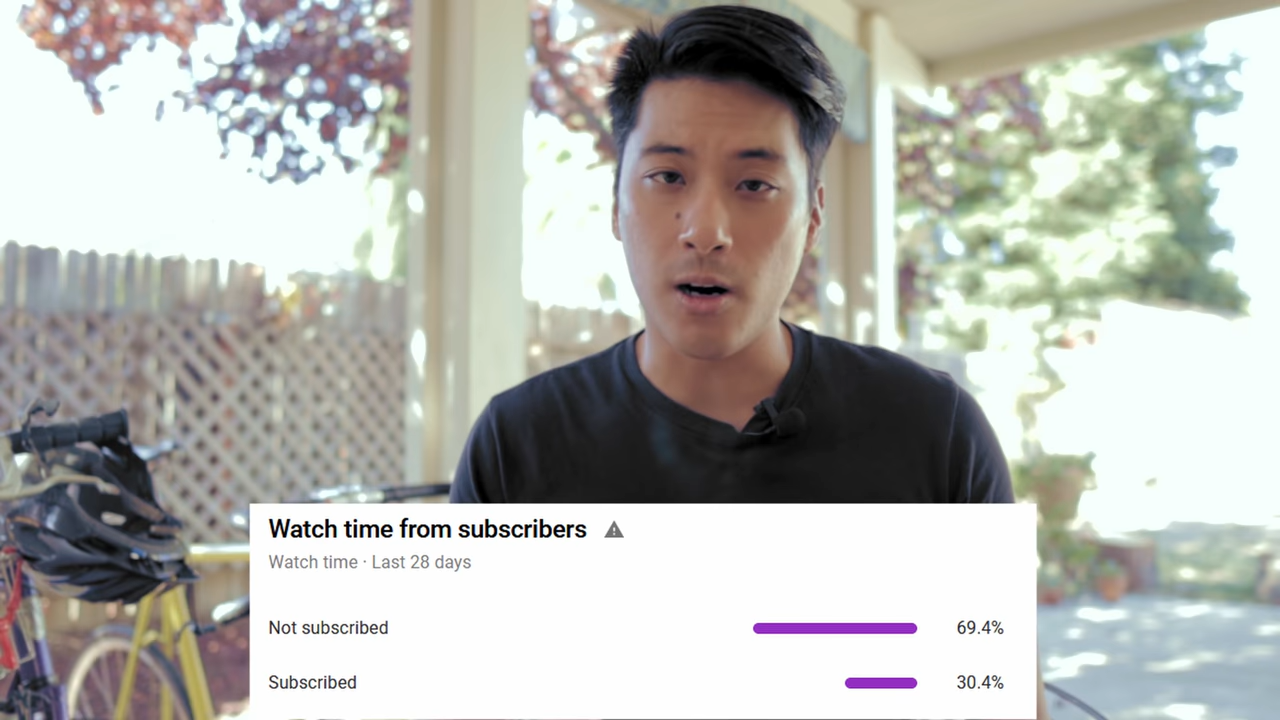 Watch time from subscribers
Watch time · Last 28 days
Not subscribed 69.4%
Subscribed 30.4%